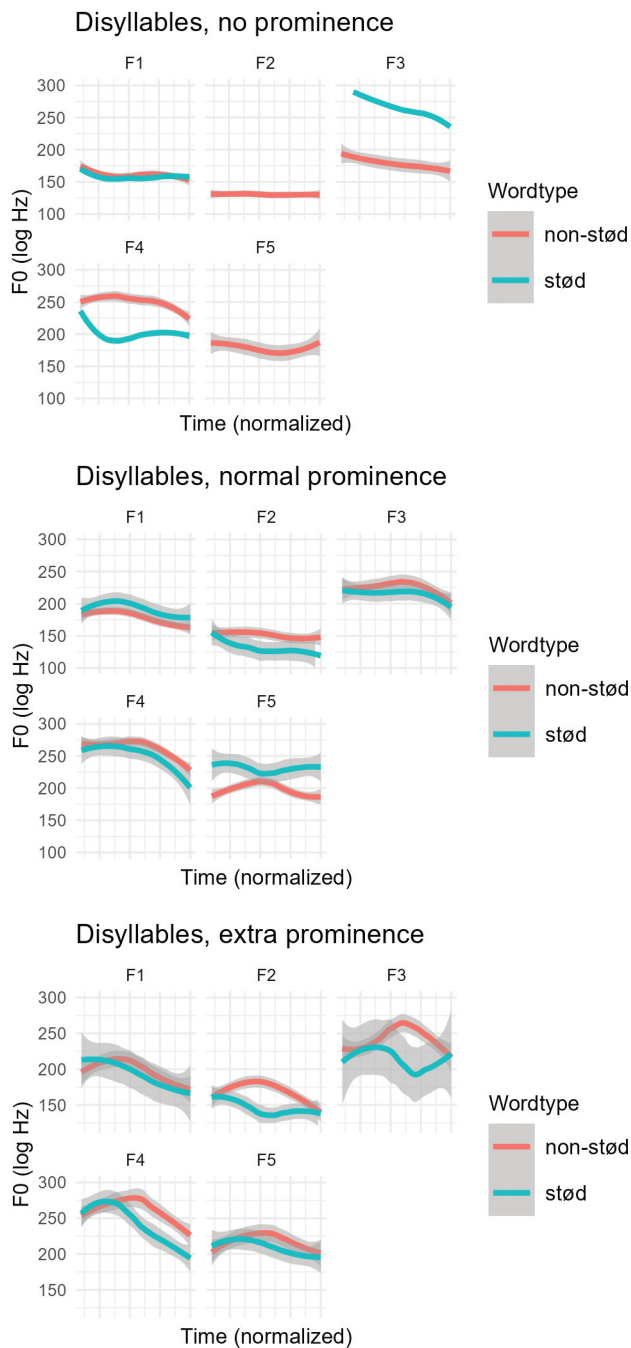 Disyllables, no prominence
F1 F2 F3
300
250
200
150
100
F4 F5
300
250
200
150
100
F0 (log Hz)
Time (normalized)
Wordtype
non-stød
stød
Disyllables, normal prominence
F1 F2 F3
300
250
200
150
100
F4 F5
300
250
200
150
100
F0 (log Hz)
Time (normalized)
Wordtype
non-stød
stød
Disyllables, extra prominence
F1 F2 F3
300
250
200
150
F4 F5
300
250
200
150
F0 (log Hz)
Time (normalized)
Wordtype
non-stød
stød